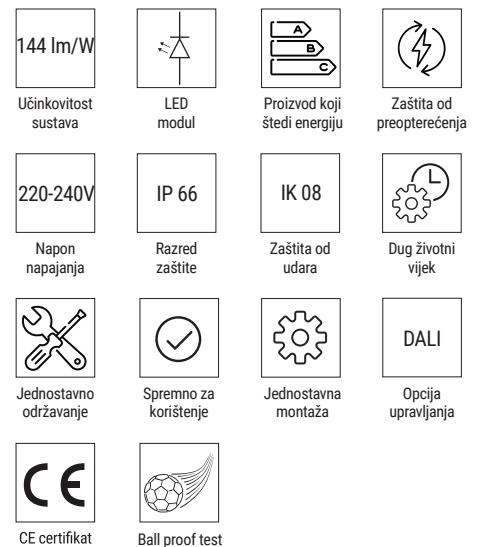 144 lm/W
Učinkovitost
sustava
LED
modul
A
B
C
Proizvod koji
štedi energiju
Zaštita od
preopterećenja
220-240V
Napon
napajanja
IP 66
Razred
zaštite
IK 08
Zaštita od
udara
Dug životni
vijek
Jednostavno
održavanje
Spremno za
korištenje
Jednostavna
montaža
DALI
Opcija
upravljanja
CE
CE certifikat
Ball proof test